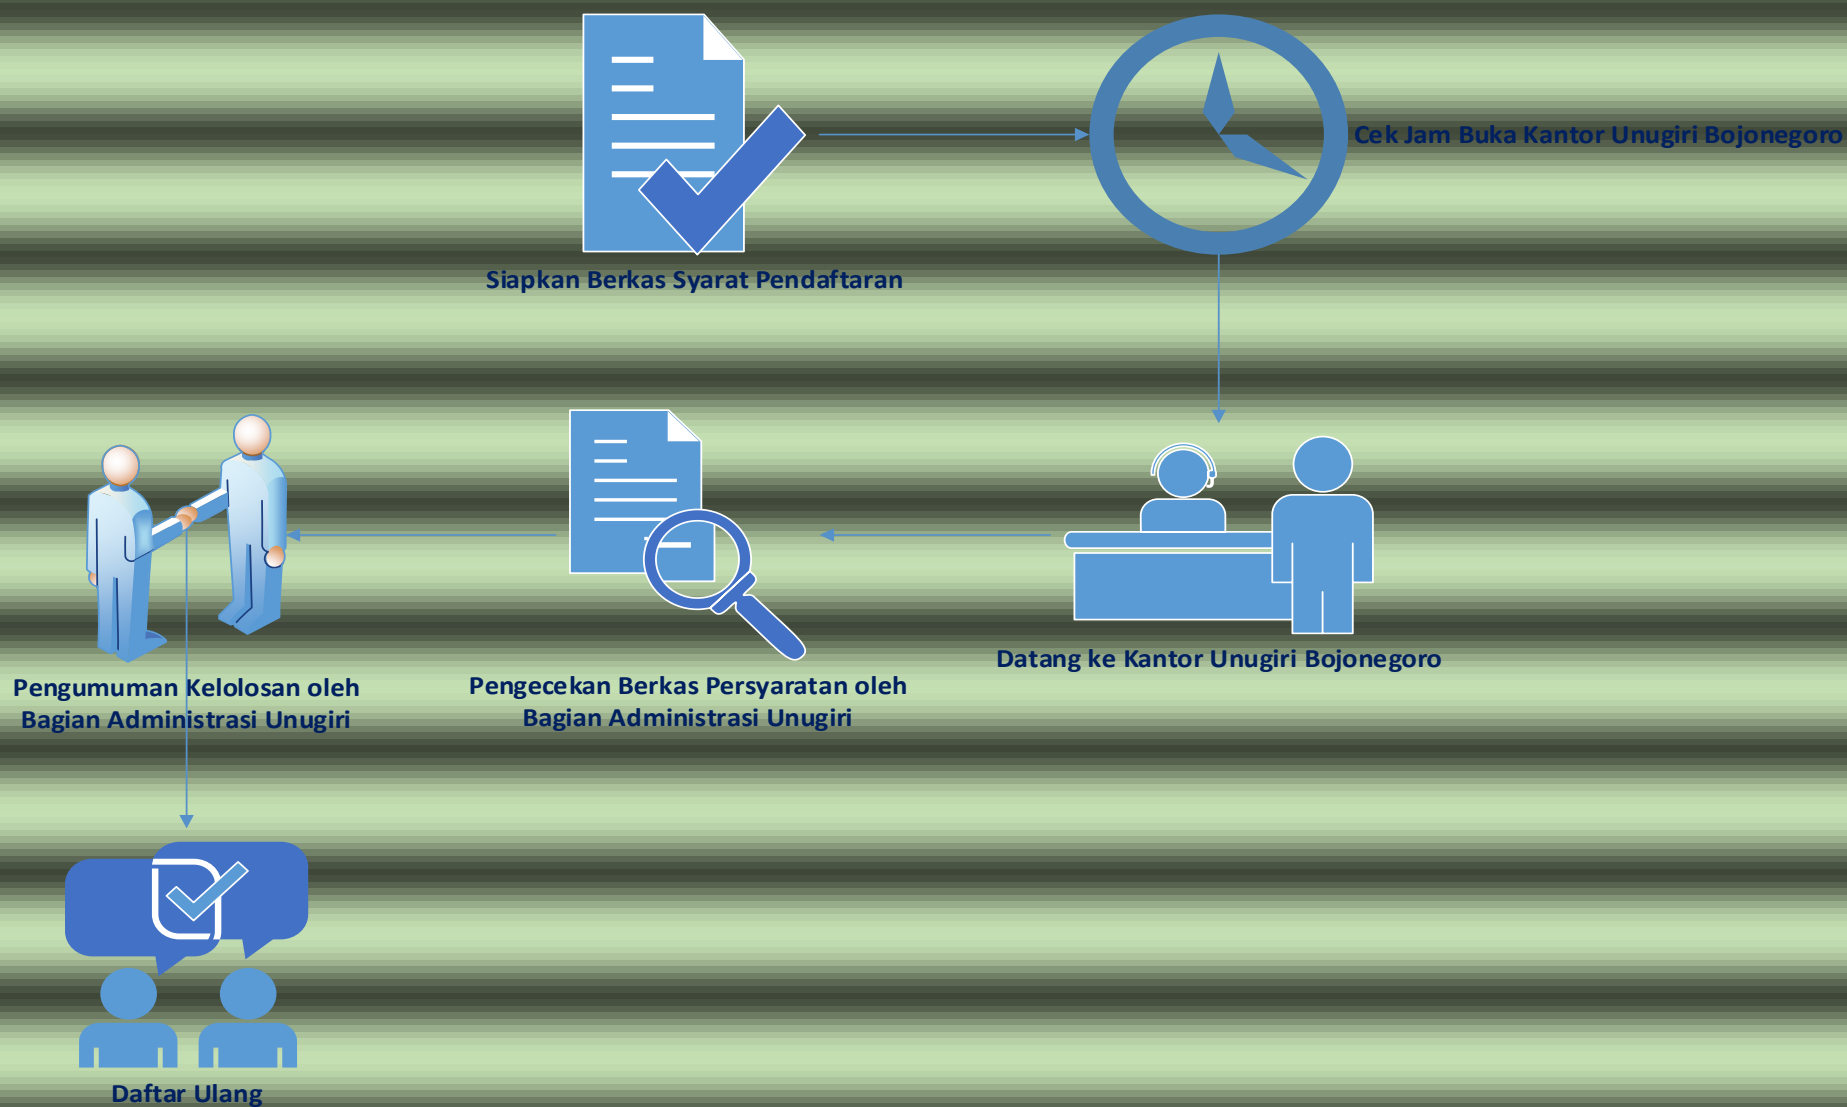 Siapkan Berkas Syarat Pendaftaran
Cek Jam Buka Kantor Unugiri Bojonegoro
Datang ke Kantor Unugiri Bojonegoro
Pengecekan Berkas Persyaratan oleh
Bagian Administrasi Unugiri
Pengumuman Kelolosan oleh
Bagian Administrasi Unugiri
Daftar Ulang